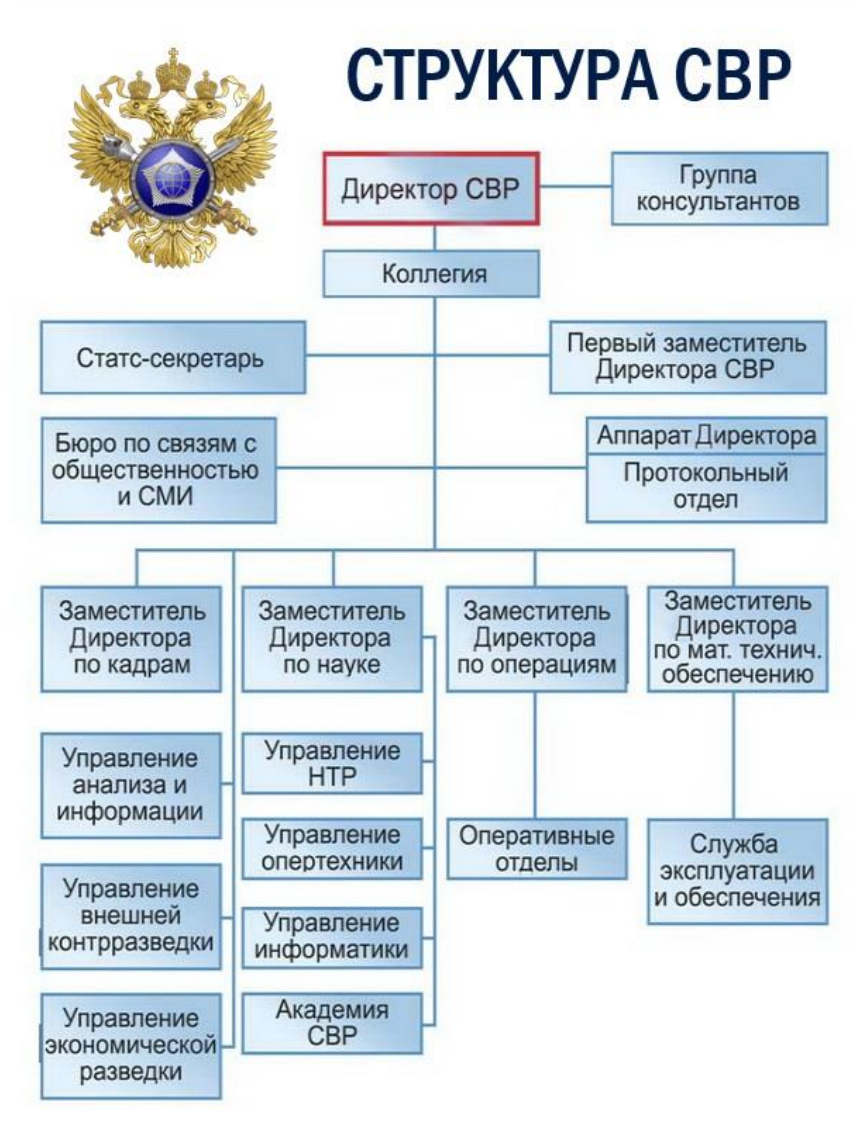 СТРУКТУРА СВР
Директор СВР
Группа
консультантов
Коллегия
Статс-секретарь
Первый заместитель
Директора СВР
Бюро по связям с
общественностью
и СМИ
Аппарат Директора
Протокольный
отдел
Заместитель
Директора
по кадрам
Заместитель
Директора
по науке
Заместитель
Директора
по операциям
Заместитель
Директора
по мат. технич.
обеспечению
Управление
анализа и
информации
Управление
внешней
контрразведки
Управление
экономической
разведки
Управление
НТР
Управление
опертехники
Управление
информатики
Академия
СВР
Оперативные
отделы
Служба
эксплуатации
и обеспечения